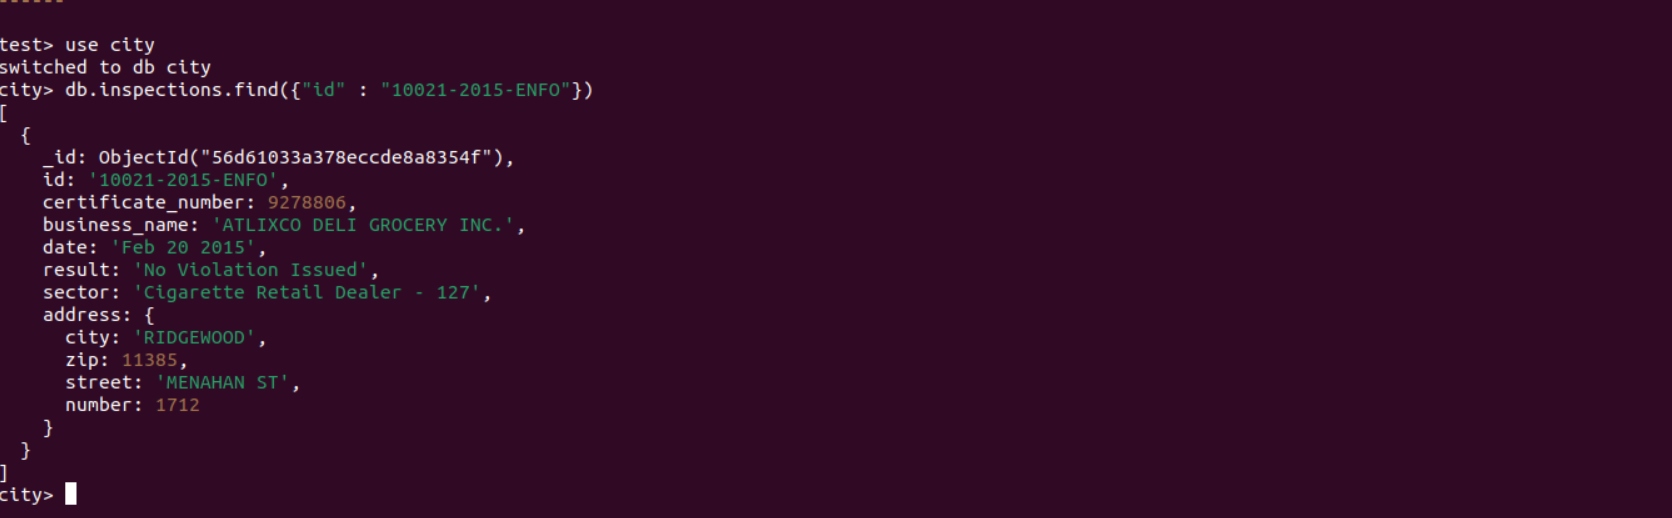 test> use city
switched to db city
city> db.inspections.find({"id" : "10021-2015-ENFO"})
[
  {
    _id: ObjectId("56d61033a378eccde8a8354f"),
    id: '10021-2015-ENFO',
    certificate_number: 9278806,
    business_name: 'ATLIXCO DELI GROCERY INC.',
    date: 'Feb 20 2015',
    result: 'No Violation Issued',
    sector: 'Cigarette Retail Dealer - 127',
    address: {
      city: 'RIDGEWOOD',
      zip: 11385,
      street: 'MENAHAN ST',
      number: 1712
    }
  }
]
city>